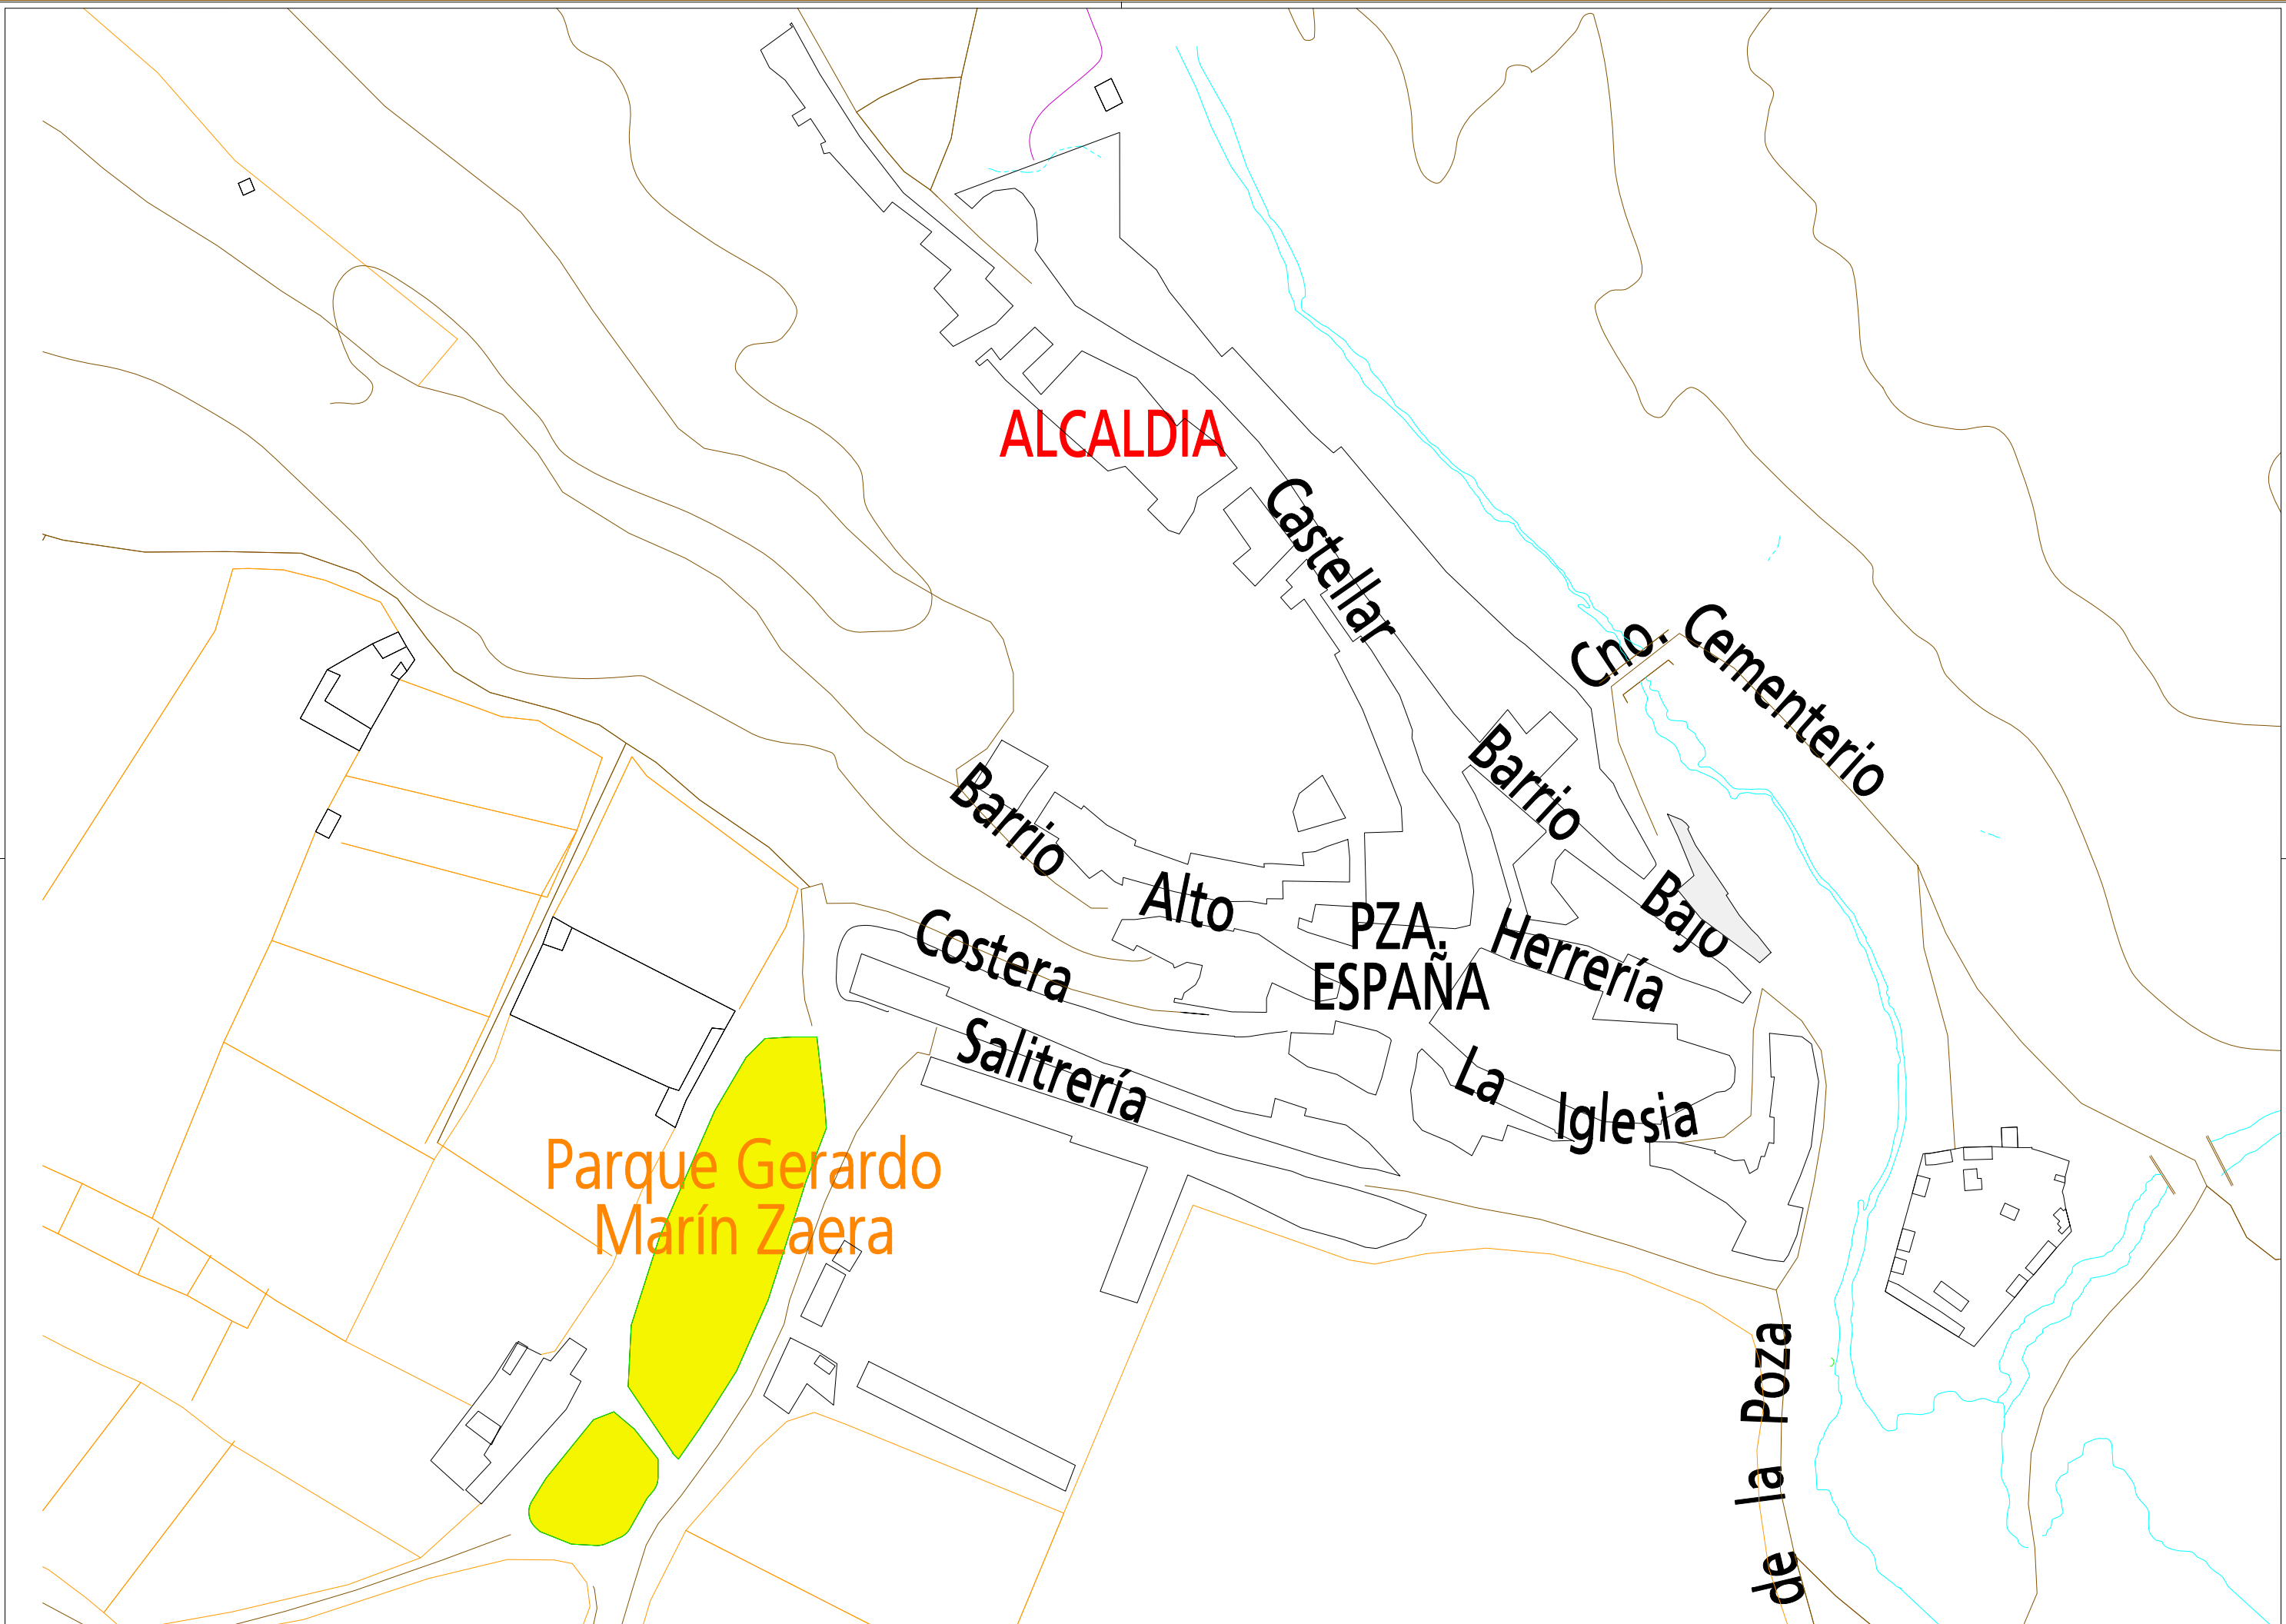 ALCALDIA
Castellar
Cno. Cementerio
Barrio Bajo
Barrio Alto
PZA.
ESPAÑA
Herrería
Costera
Salitrería
La Iglesia
Parque Gerardo
Marín Zaera
de la Poza